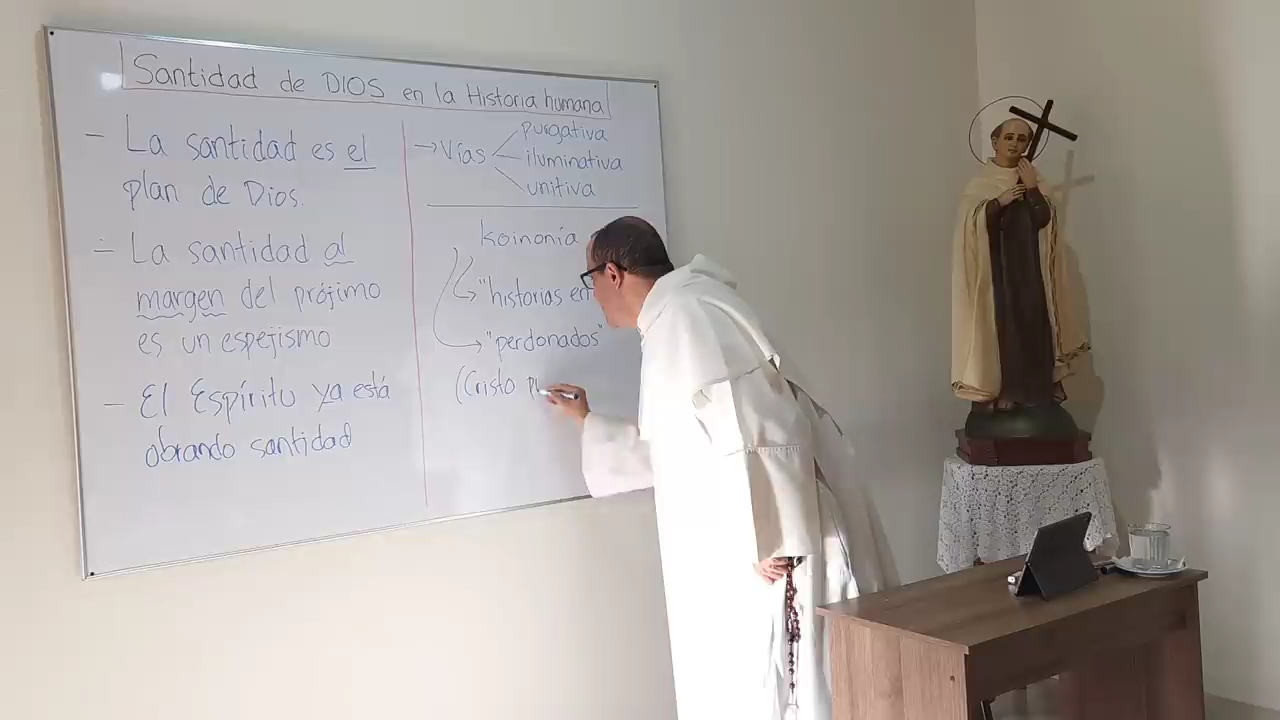 Santidad de DIOS en la Historia humana
- La santidad es el
plan de Dios.
- La santidad al
margen del prójimo
es un espejismo
- El Espíritu ya está
obrando santidad
→ Vías
purgativa
iluminativa
unitiva
koinonía
"historias
"perdonados"
(Cristo